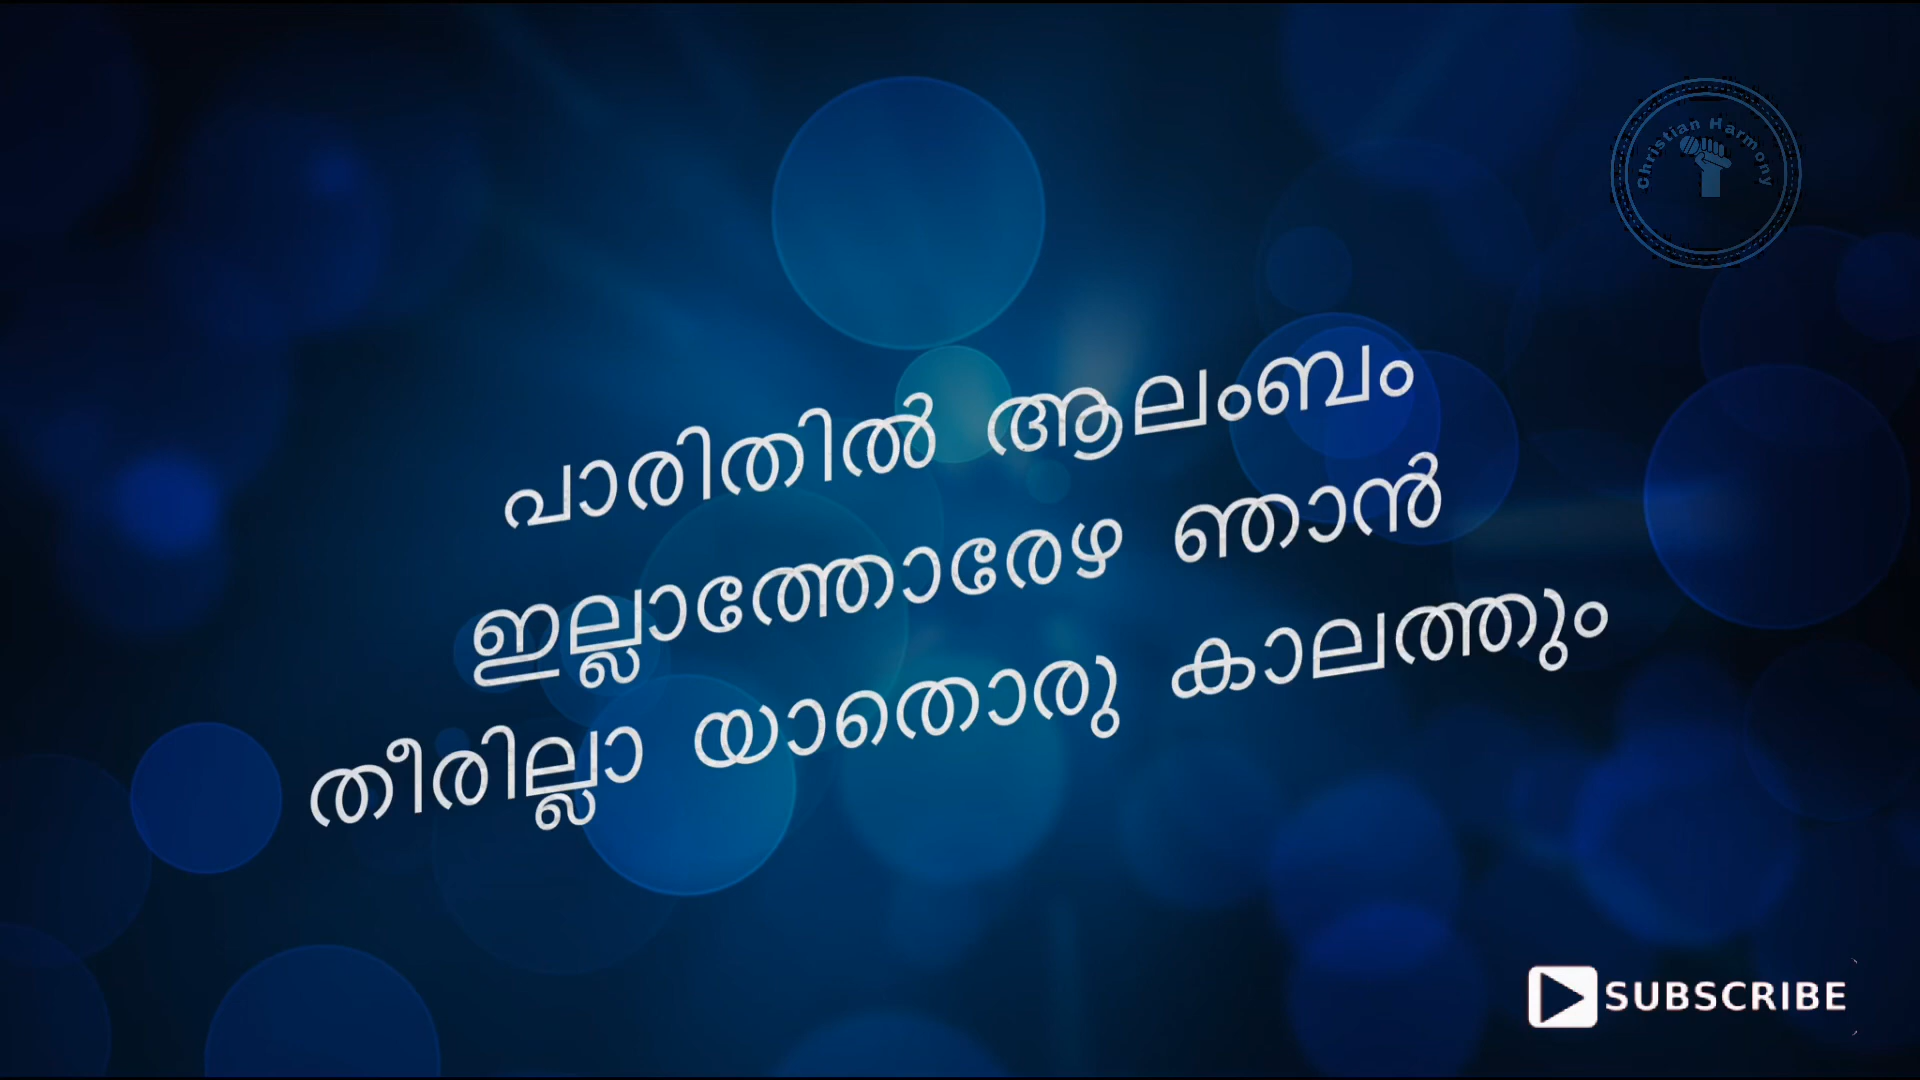 Christian Harmony
പാരിതിൽ ആലംബം
ഇല്ലാത്തോരേഴ ഞാൻ
തീരില്ലാ യാതൊരു കാലത്തും
SUBSCRIBE